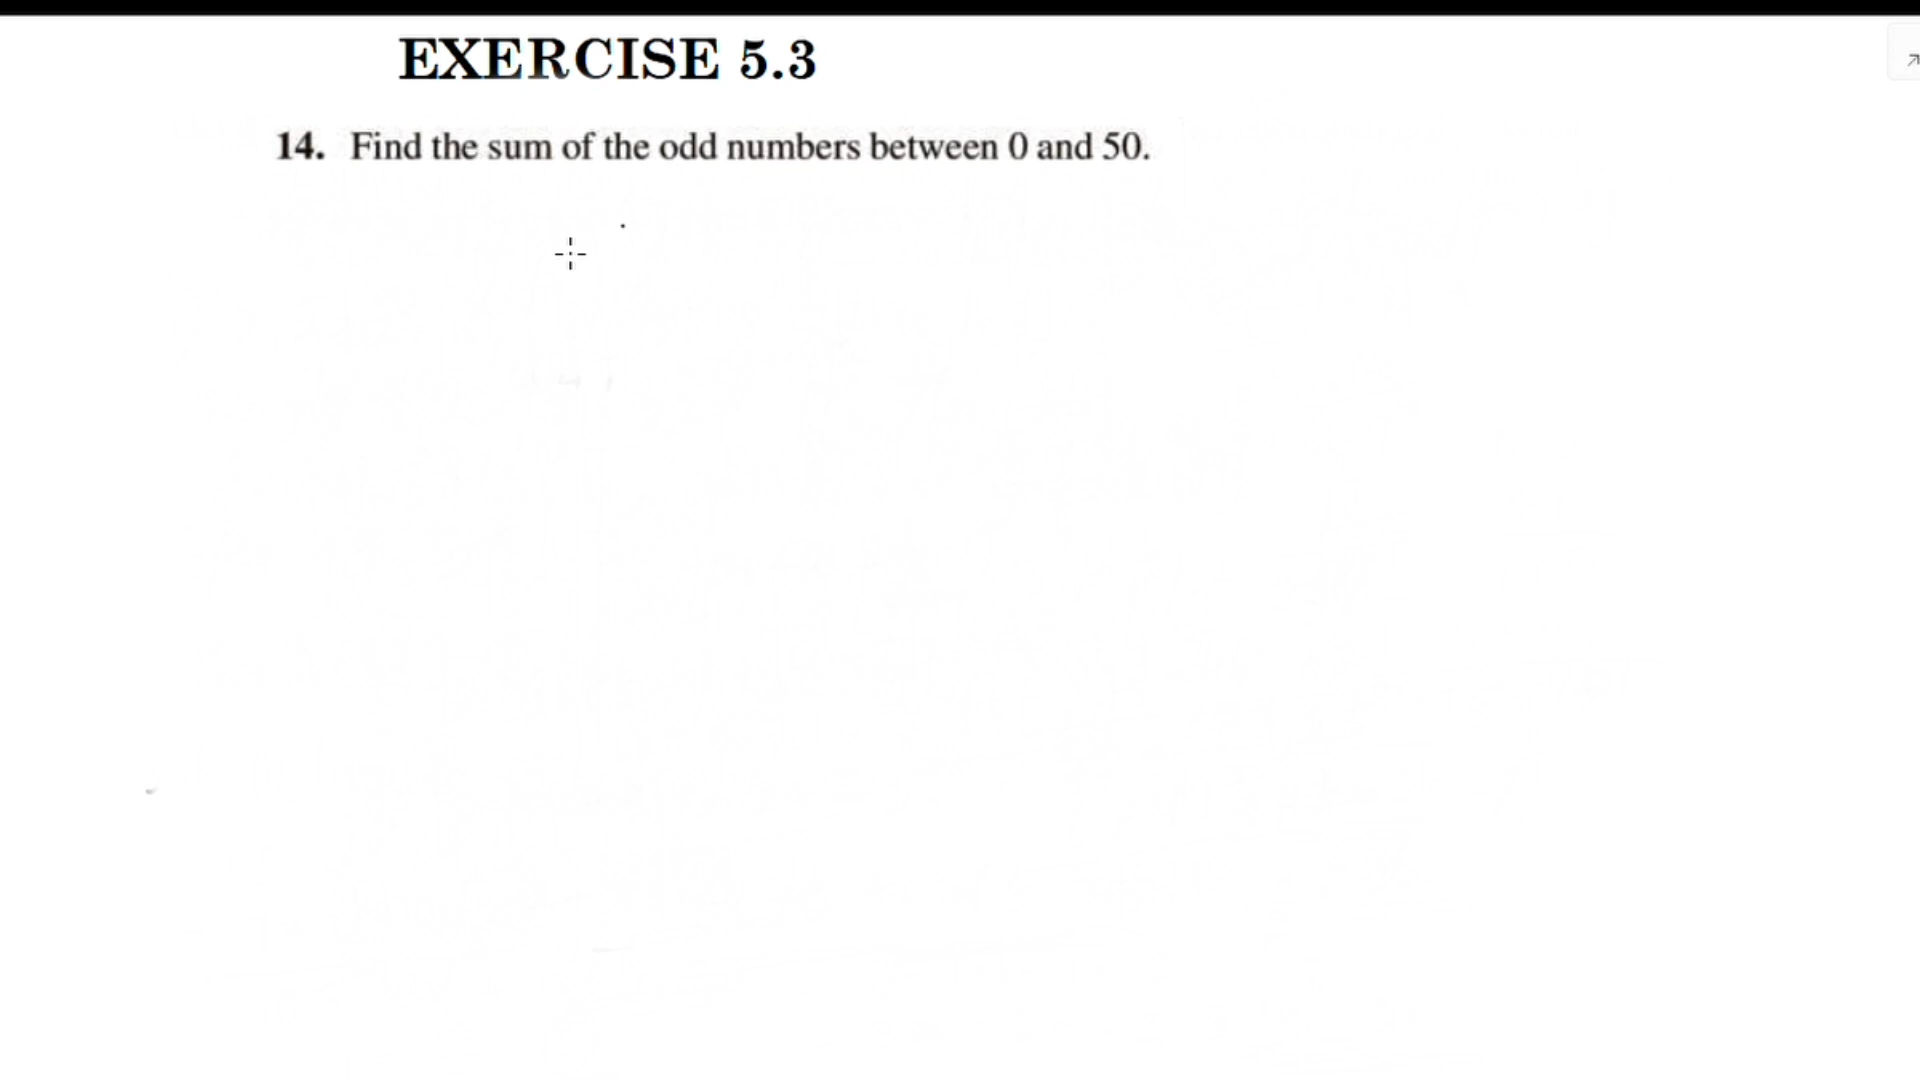 EXERCISE 5.3
14. Find the sum of the odd numbers between 0 and 50.